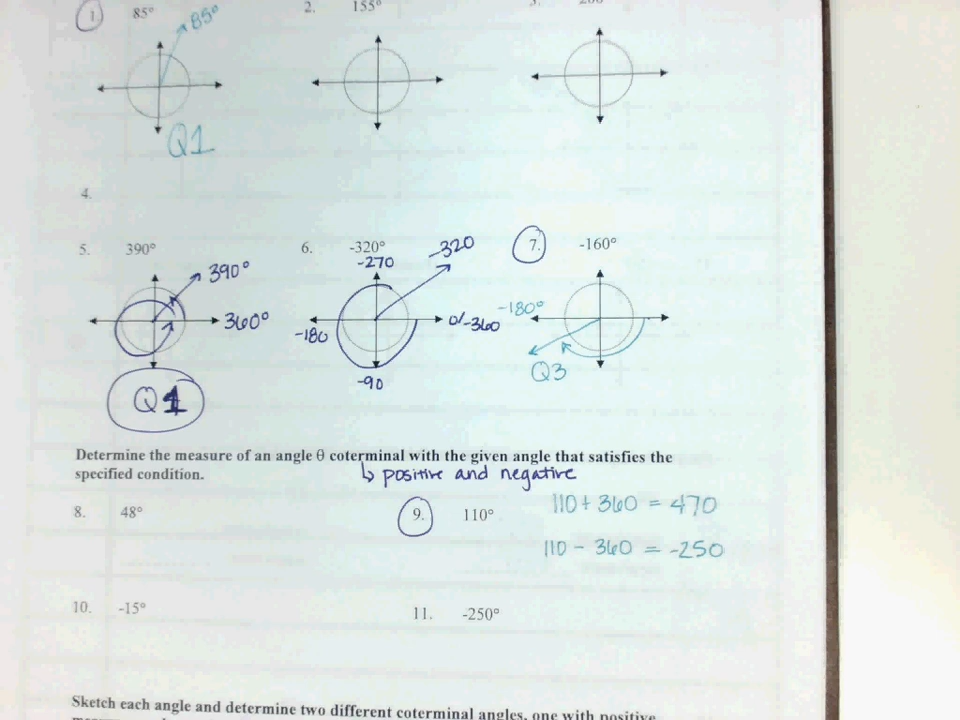 1. 85° 85° 2. 155° 3.
Q1
4.
5. 390° 6. -320° 7. -160°
390° 360°
-270 -320 -180 0/-360 -90
-180° Q3
Q1
Determine the measure of an angle θ coterminal with the given angle that satisfies the
specified condition. ↳ positive and negative
8. 48° 9. 110° 110 + 360 = 470
110 - 360 = -250
10. -15° 11. -250°
Sketch each angle and determine two different coterminal angles, one with positive